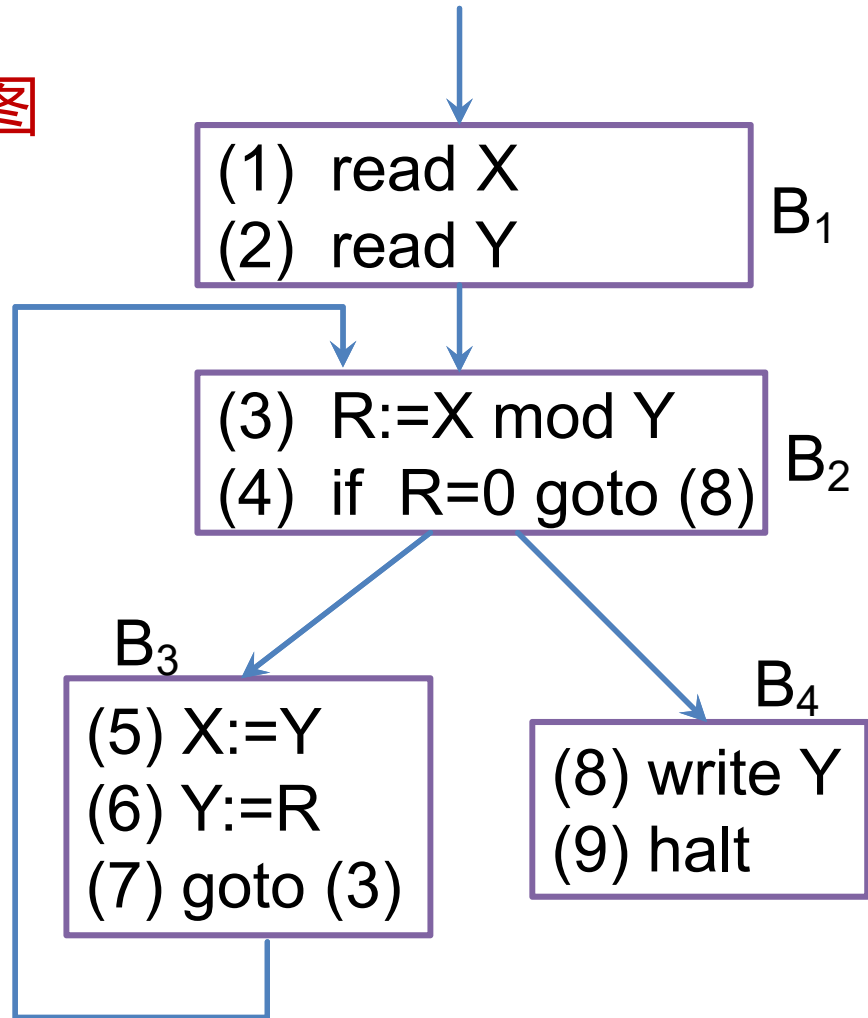 图
(1) read X
(2) read Y
B₁
(3) R:=X mod Y
(4) if R=0 goto (8)
B₂
B₃
(5) X:=Y
(6) Y:=R
(7) goto (3)
B₄
(8) write Y
(9) halt